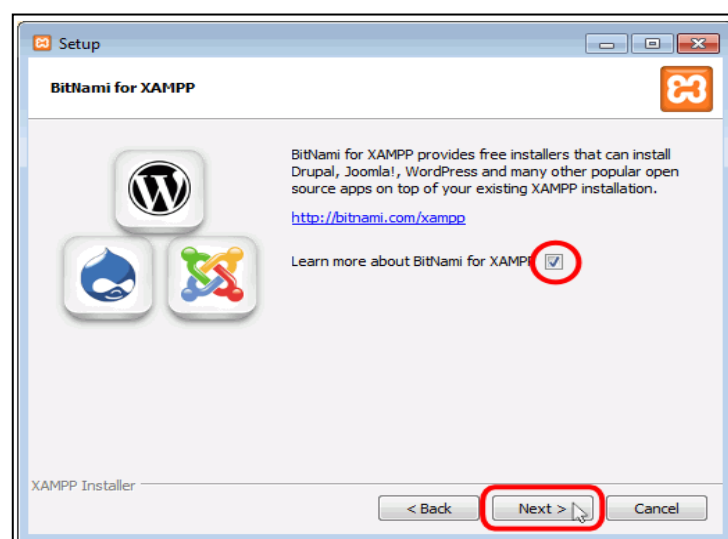 Setup
BitNami for XAMPP
BitNami for XAMPP provides free installers that can install
Drupal, Joomla!, WordPress and many other popular open
source apps on top of your existing XAMPP installation.
http://bitnami.com/xampp
Learn more about BitNami for XAMPP
XAMPP Installer
< Back
Next >
Cancel